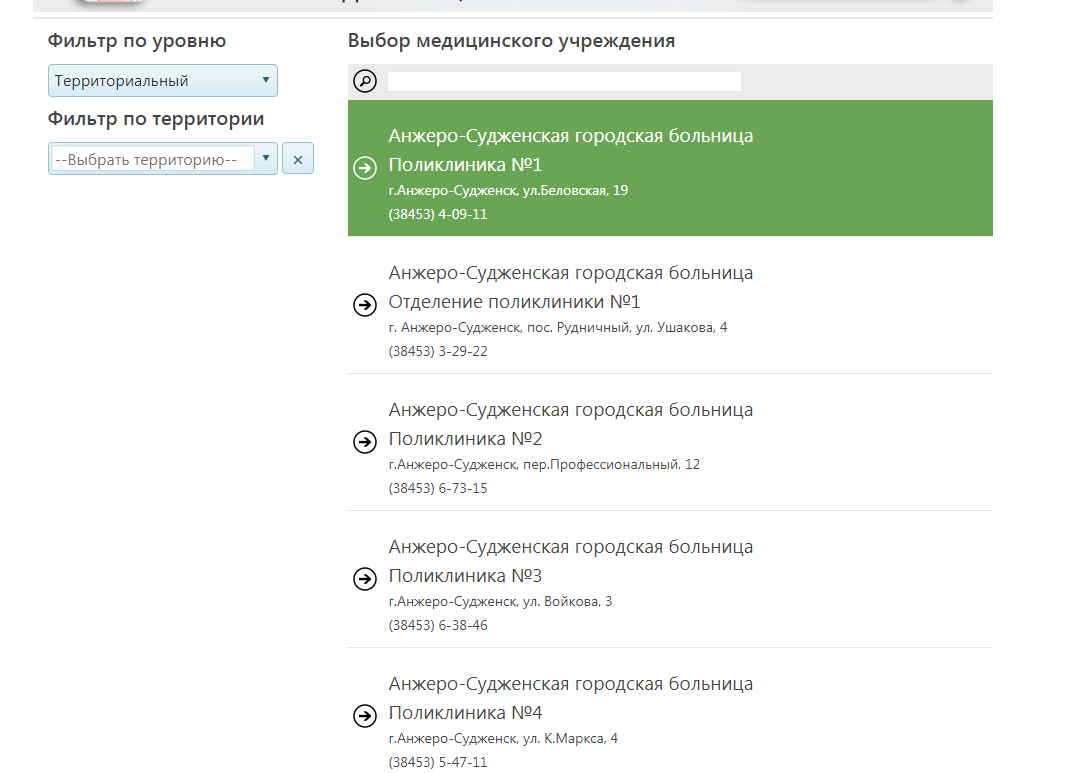 Фильтр по уровню
Территориальный
Фильтр по территории
--Выбрать территорию--
Выбор медицинского учреждения
Анжеро-Судженская городская больница
Поликлиника №1
г.Анжеро-Судженск, ул.Беловская, 19
(38453) 4-09-11
Анжеро-Судженская городская больница
Отделение поликлиники №1
г. Анжеро-Судженск, пос. Рудничный, ул. Ушакова, 4
(38453) 3-29-22
Анжеро-Судженская городская больница
Поликлиника №2
г.Анжеро-Судженск, пер.Профессиональный, 12
(38453) 6-73-15
Анжеро-Судженская городская больница
Поликлиника №3
г.Анжеро-Судженск, ул. Войкова, 3
(38453) 6-38-46
Анжеро-Судженская городская больница
Поликлиника №4
г.Анжеро-Судженск, ул. К.Маркса, 4
(38453) 5-47-11